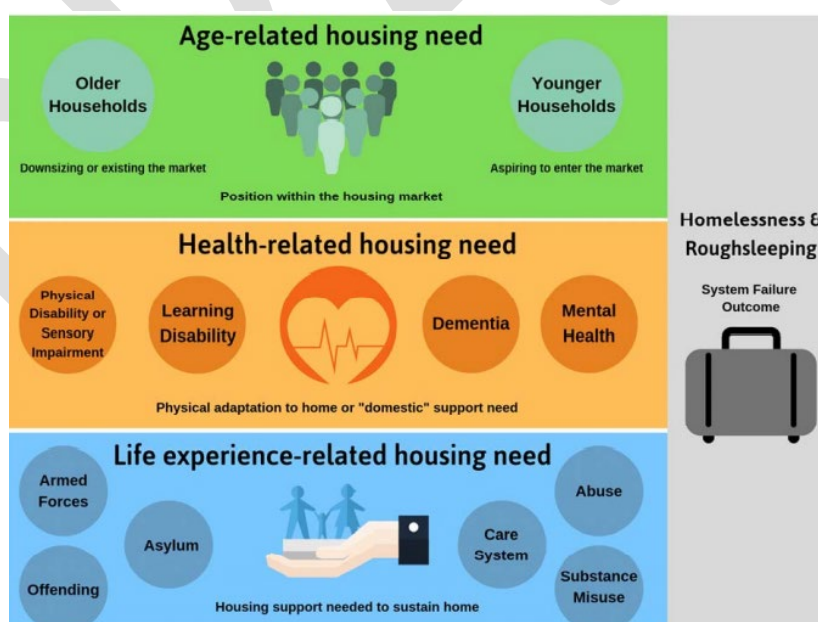 Age-related housing need
Older
Households
Younger
Households
Downsizing or existing the market
Aspiring to enter the market
Position within the housing market
Health-related housing need
Physical
Disability or
Sensory
Impairment
Learning
Disability
Dementia
Mental
Health
Physical adaptation to home or "domestic" support need
Life experience-related housing need
Armed
Forces
Asylum
Offending
Care
System
Abuse
Substance
Misuse
Housing support needed to sustain home
Homelessness &
Roughsleeping
System Failure
Outcome